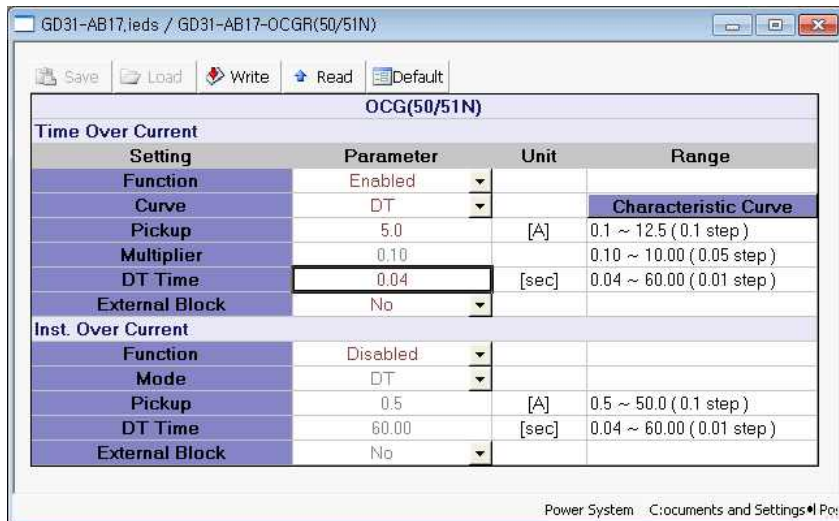 GD31-AB17,ieds / GD31-AB17-OCGR(50/51N)
Save Load Write Read Default
OCG(50/51N)
Time Over Current
Setting Parameter Unit Range
Function Enabled
Curve DT Characteristic Curve
Pickup 5.0 [A] 0.1 ~ 12.5 ( 0.1 step )
Multiplier 0.10 0.10 ~ 10.00 ( 0.05 step )
DT Time 0.04 [sec] 0.04 ~ 60.00 ( 0.01 step )
External Block No
Inst. Over Current
Function Disabled
Mode DT
Pickup 0.5 [A] 0.5 ~ 50.0 ( 0.1 step )
DT Time 60.00 [sec] 0.04 ~ 60.00 ( 0.01 step )
External Block No
Power System C:ocuments and Settings